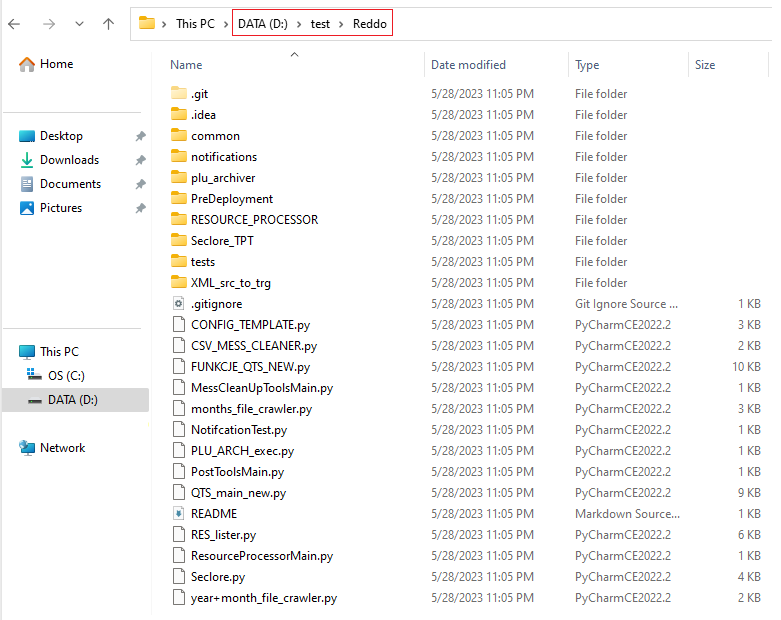 This PC > DATA (D:) > test > Reddo
Home
Desktop
Downloads
Documents
Pictures
This PC
OS (C:)
DATA (D:)
Network
Name Date modified Type Size
.git 5/28/2023 11:05 PM File folder
.idea 5/28/2023 11:05 PM File folder
common 5/28/2023 11:05 PM File folder
notifications 5/28/2023 11:05 PM File folder
plu_archiver 5/28/2023 11:05 PM File folder
PreDeployment 5/28/2023 11:05 PM File folder
RESOURCE_PROCESSOR 5/28/2023 11:05 PM File folder
Seclore_TPT 5/28/2023 11:05 PM File folder
tests 5/28/2023 11:05 PM File folder
XML_src_to_trg 5/28/2023 11:05 PM File folder
.gitignore 5/28/2023 11:05 PM Git Ignore Source ... 1 KB
CONFIG_TEMPLATE.py 5/28/2023 11:05 PM PyCharmCE2022.2 3 KB
CSV_MESS_CLEANER.py 5/28/2023 11:05 PM PyCharmCE2022.2 2 KB
FUNKCJE_QTS_NEW.py 5/28/2023 11:05 PM PyCharmCE2022.2 10 KB
MessCleanUpToolsMain.py 5/28/2023 11:05 PM PyCharmCE2022.2 1 KB
months_file_crawler.py 5/28/2023 11:05 PM PyCharmCE2022.2 3 KB
NotifcationTest.py 5/28/2023 11:05 PM PyCharmCE2022.2 1 KB
PLU_ARCH_exec.py 5/28/2023 11:05 PM PyCharmCE2022.2 1 KB
PostToolsMain.py 5/28/2023 11:05 PM PyCharmCE2022.2 1 KB
QTS_main_new.py 5/28/2023 11:05 PM PyCharmCE2022.2 9 KB
README 5/28/2023 11:05 PM Markdown Source... 1 KB
RES_lister.py 5/28/2023 11:05 PM PyCharmCE2022.2 6 KB
ResourceProcessorMain.py 5/28/2023 11:05 PM PyCharmCE2022.2 1 KB
Seclore.py 5/28/2023 11:05 PM PyCharmCE2022.2 4 KB
year+month_file_crawler.py 5/28/2023 11:05 PM PyCharmCE2022.2 2 KB